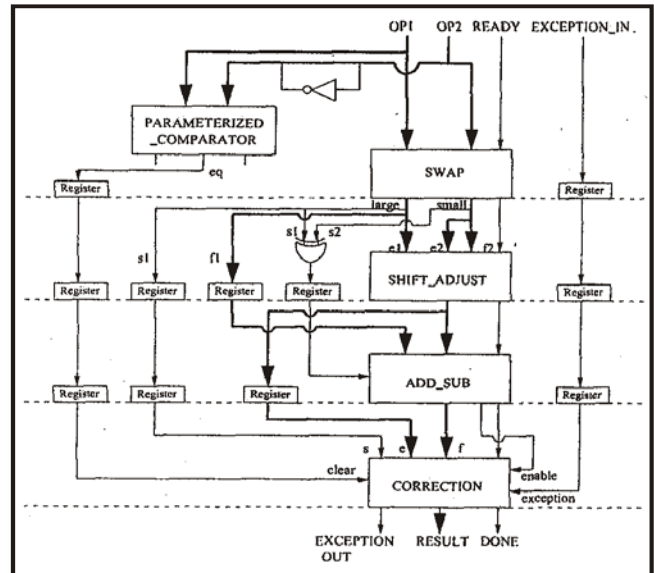 OP1 OP2 READY EXCEPTION_IN
PARAMETERIZED
_COMPARATOR
eq
SWAP
Register
Register
large small
s1 s2
s1 f1 e1 e2 f2
SHIFT_ADJUST
Register Register Register Register Register
ADD_SUB
Register Register Register Register
s e f
clear enable
CORRECTION
exception
EXCEPTION RESULT DONE
OUT